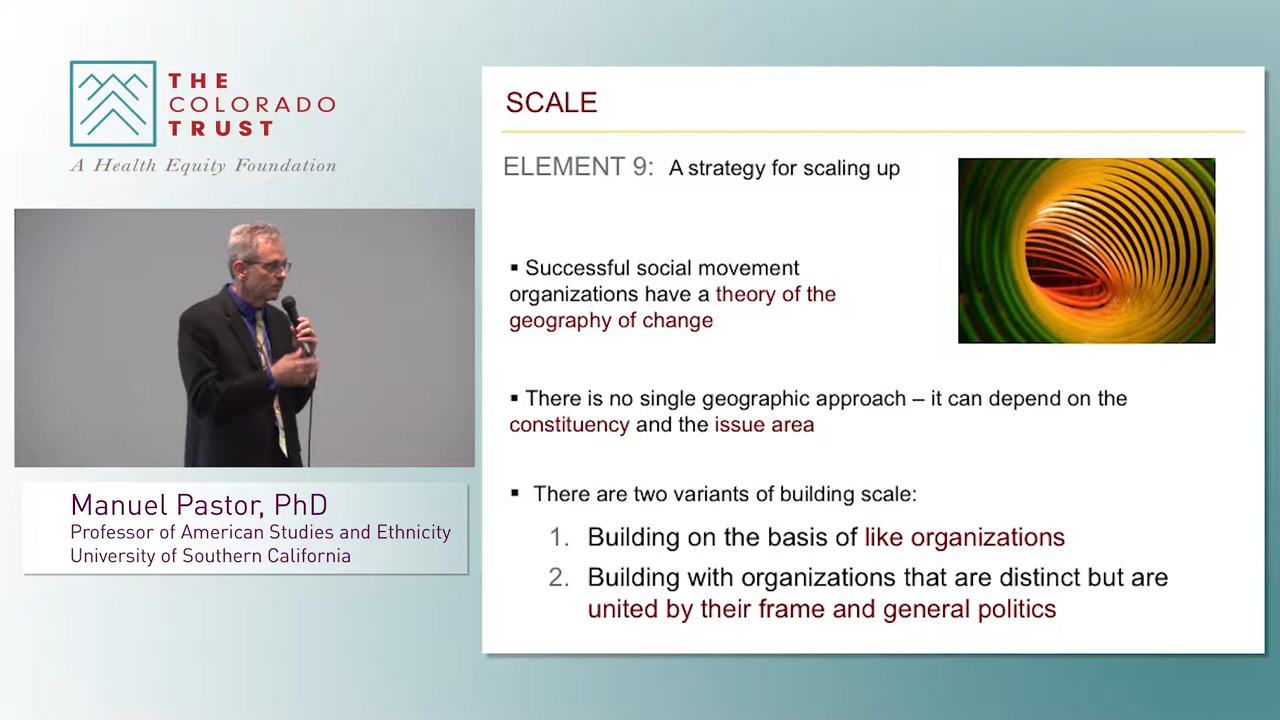 THE
COLORADO
TRUST
A Health Equity Foundation
Manuel Pastor, PhD
Professor of American Studies and Ethnicity
University of Southern California
SCALE
ELEMENT 9: A strategy for scaling up
▪ Successful social movement
organizations have a theory of the
geography of change
▪ There is no single geographic approach – it can depend on the
constituency and the issue area
▪ There are two variants of building scale:
1. Building on the basis of like organizations
2. Building with organizations that are distinct but are
united by their frame and general politics